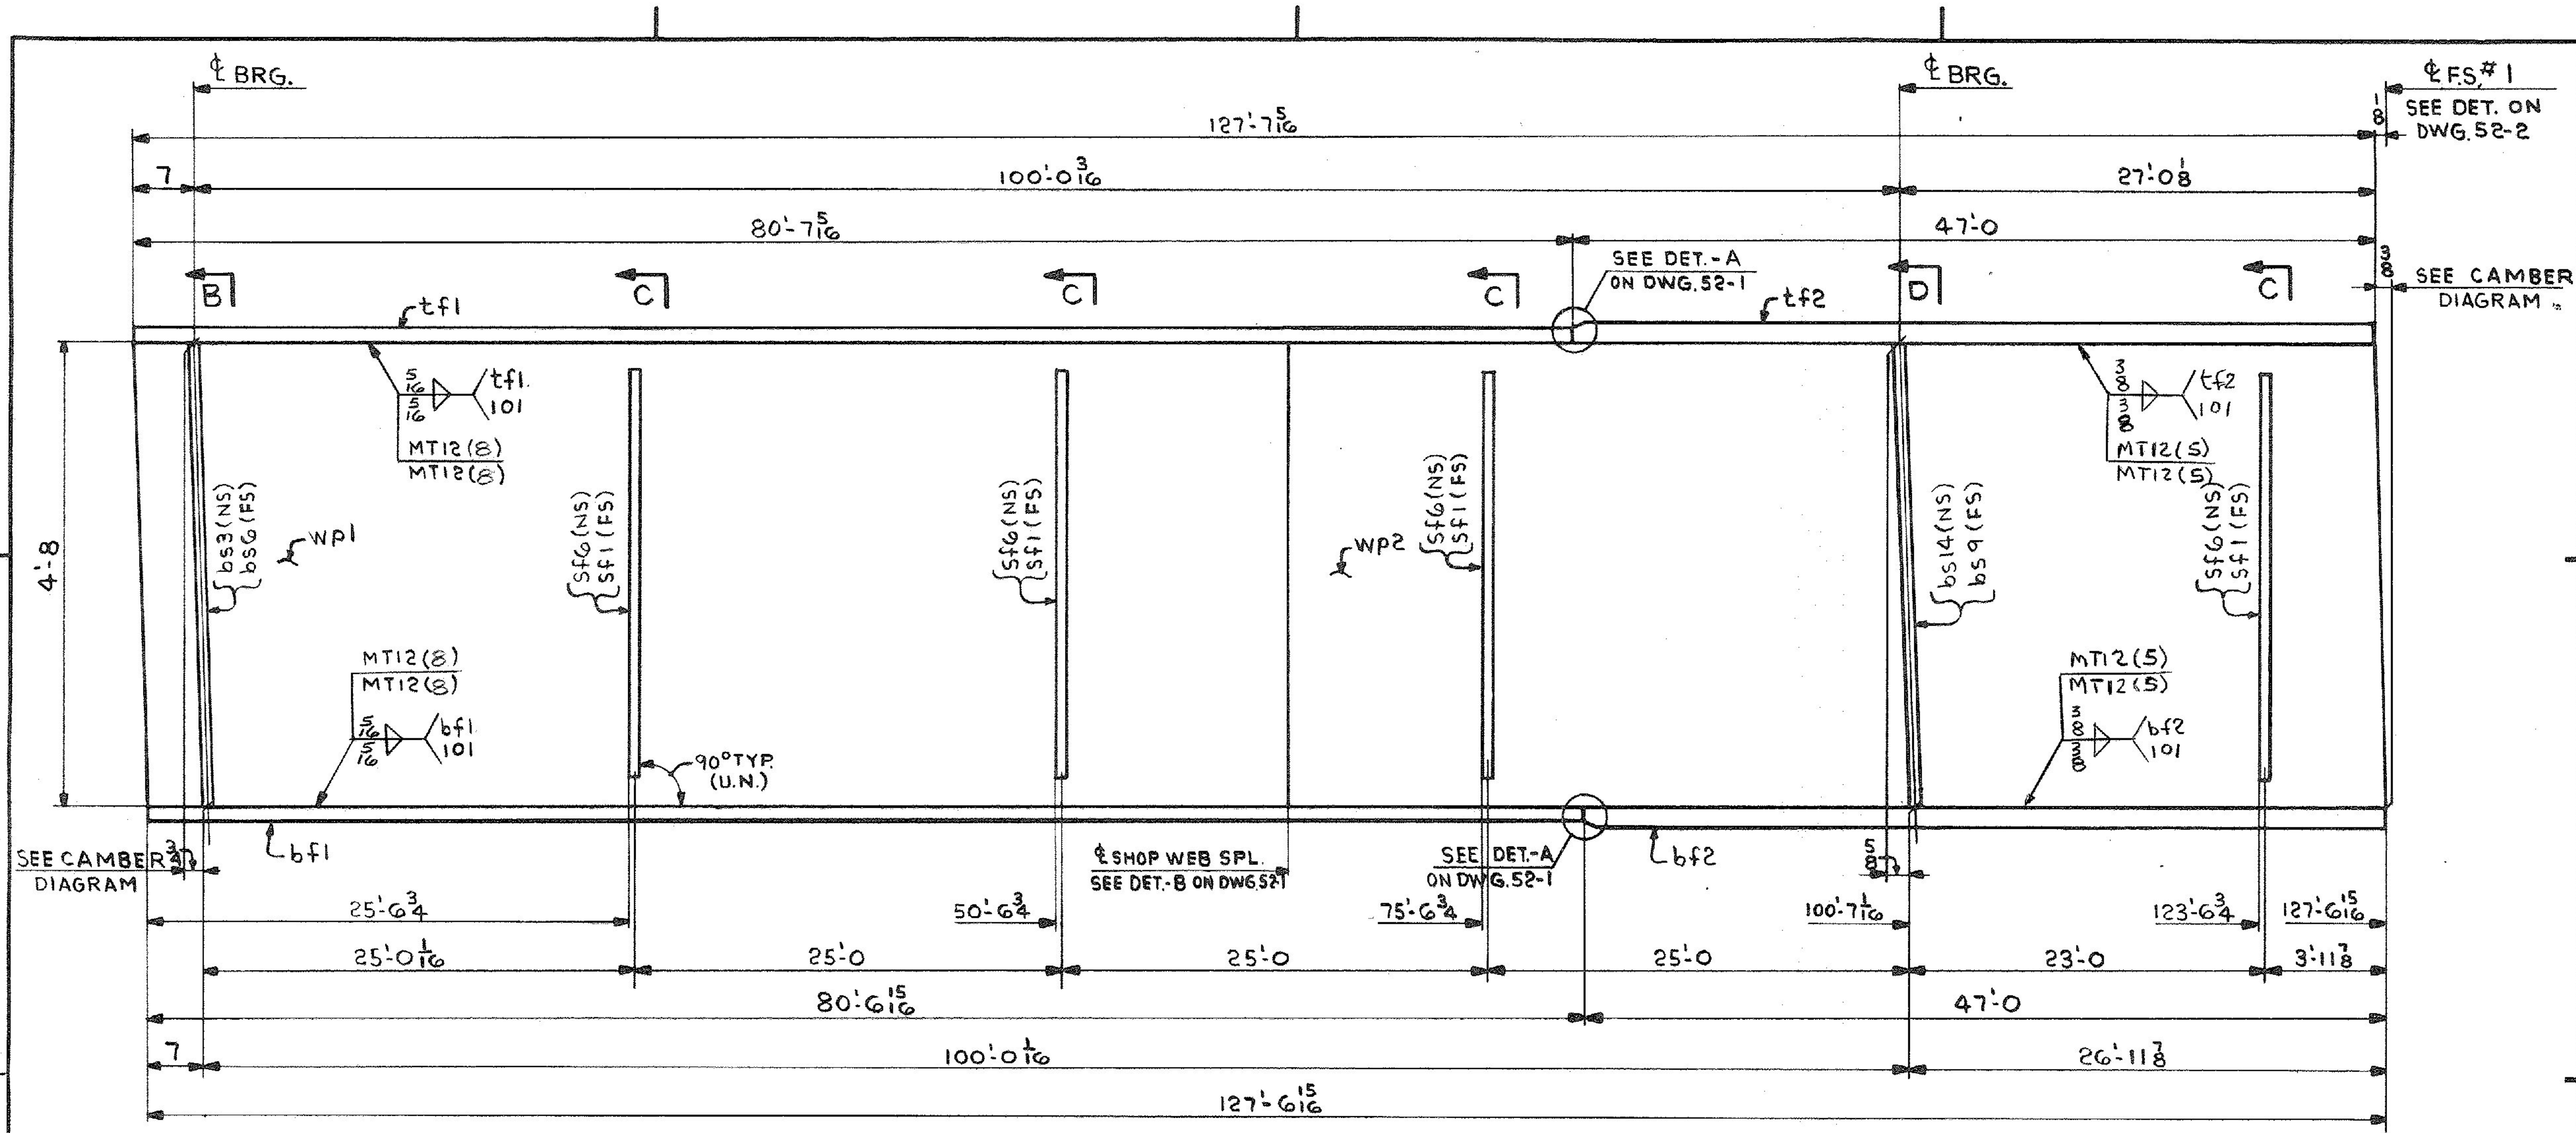 ℄ BRG.
℄ BRG.
℄ F.S. # 1
SEE DET. ON
DWG. 52-2
127'-7 5/16
1/8
7
100'-0 3/16
27'-0 1/8
80'-7 5/16
47'-0
SEE DET.-A
ON DWG. 52-1
3/8
SEE CAMBER
DIAGRAM
B
C
C
C
D
C
tf1
tf2
5/16
5/16
tf1
101
MT12(8)
MT12(8)
3/8
3/8
tf2
101
MT12(5)
MT12(5)
4'-8
bs3(NS)
bs6(FS)
wp1
sf6(NS)
sf1(FS)
sf6(NS)
sf1(FS)
wp2
sf6(NS)
sf1(FS)
bs14(NS)
bs9(FS)
sf6(NS)
sf1(FS)
MT12(8)
MT12(8)
5/16
5/16
bf1
101
90° TYP.
(U.N.)
MT12(5)
MT12(5)
3/8
3/8
bf2
101
SEE CAMBER
DIAGRAM
3/4
bf1
℄ SHOP WEB SPL.
SEE DET.-B ON DWG. 52-1
SEE DET.-A
ON DWG. 52-1
bf2
5/8
25'-6 3/4
50'-6 3/4
75'-6 3/4
100'-7 1/16
123'-6 3/4
127'-6 15/16
25'-0 1/16
25'-0
25'-0
25'-0
23'-0
3'-11 7/8
80'-6 15/16
47'-0
7
100'-0 1/16
26'-11 7/8
127'-6 15/16